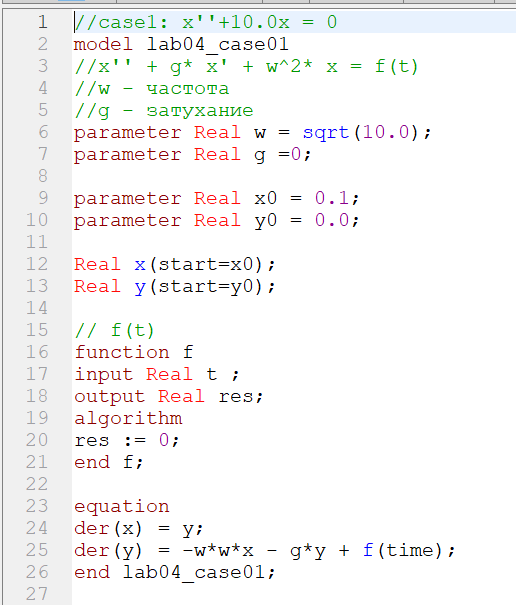 1 //case1: x''+10.0x = 0
2 model lab04_case01
3 //x'' + g* x' + w^2* x = f(t)
4 //w - частота
5 //g - затухание
6 parameter Real w = sqrt(10.0);
7 parameter Real g =0;
8
9 parameter Real x0 = 0.1;
10 parameter Real y0 = 0.0;
11
12 Real x(start=x0);
13 Real y(start=y0);
14
15 // f(t)
16 function f
17 input Real t ;
18 output Real res;
19 algorithm
20 res := 0;
21 end f;
22
23 equation
24 der(x) = y;
25 der(y) = -w*w*x - g*y + f(time);
26 end lab04_case01;
27